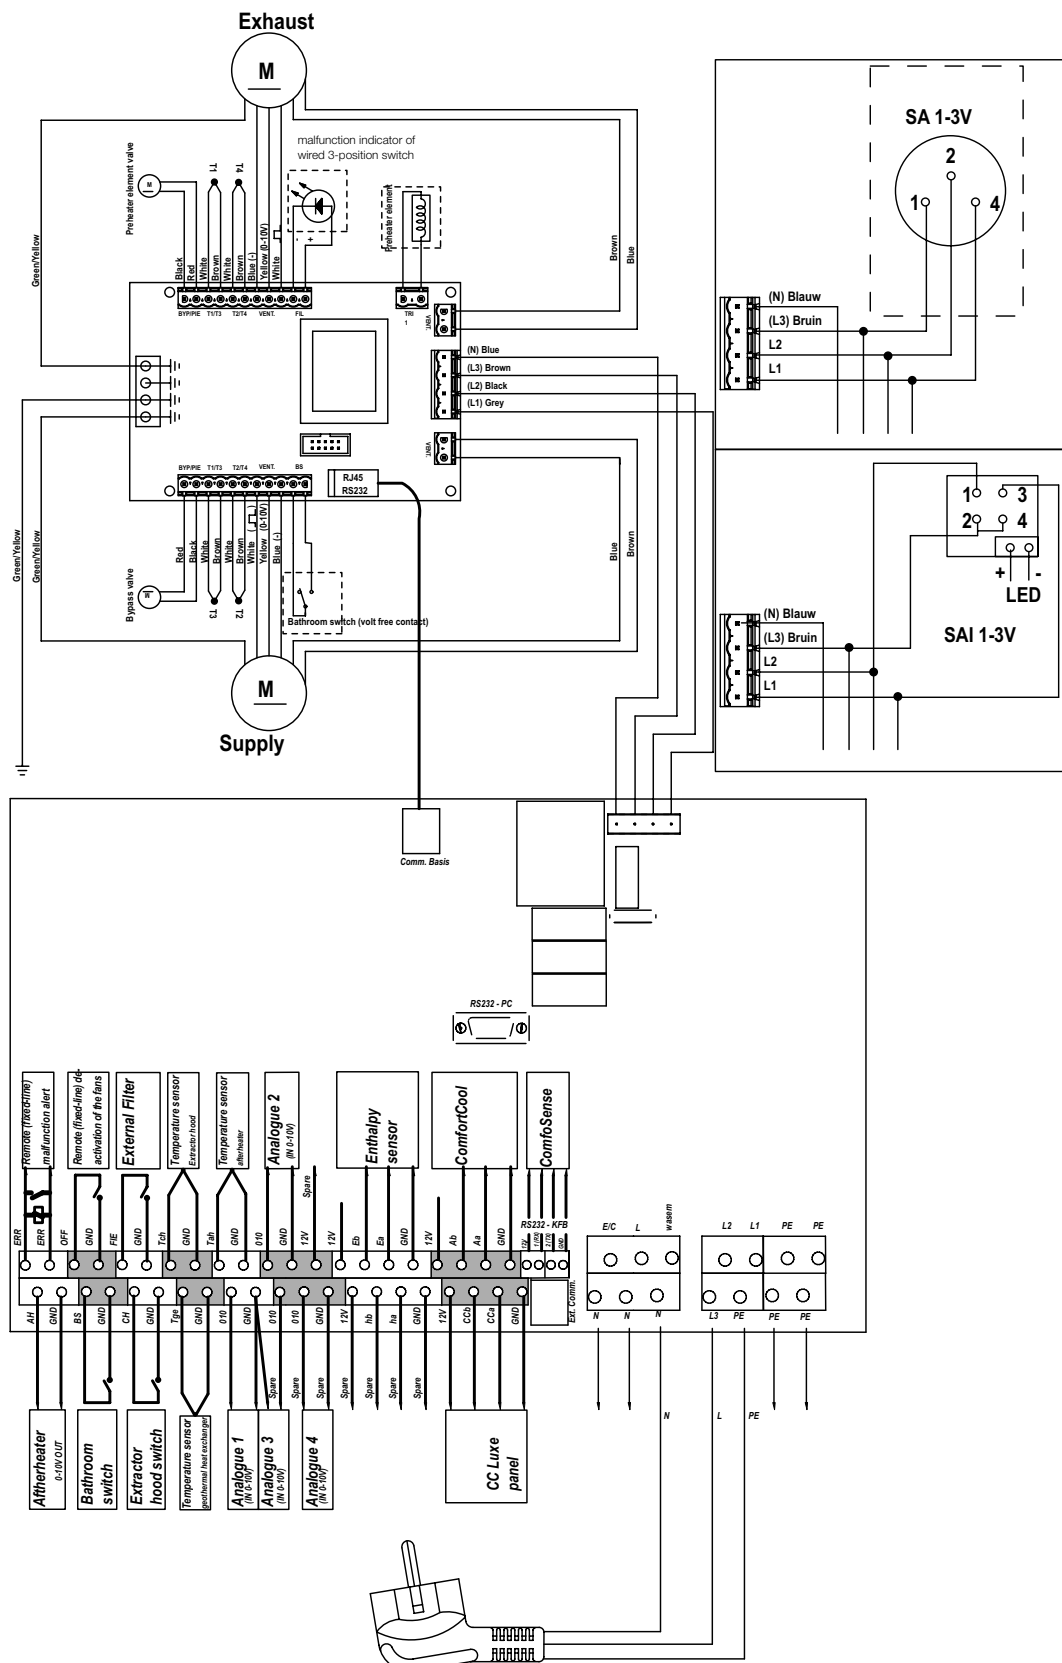 Exhaust
M
malfunction indicator of
wired 3-position switch
Preheater element valve
M
T1
T4
- +
Preheater element
Green/Yellow
Black
Red
White
Brown
White
Brown
Blue (-)
Yellow (0-10V)
White
Brown
Blue
BYP/PIE T1/T3 T2/T4 VENT. FIL
TRI
1
VENT.
(N) Blue
(L3) Brown
(L2) Black
(L1) Grey
VENT.
BYP/PIE T1/T3 T2/T4 VENT. BS
RJ45
RS232
Green/Yellow
Green/Yellow
Red
Black
White
Brown
White
Brown
White ( )
Yellow (0-10V)
Blue (-)
Blue
Brown
Bypass valve
M
T3
T2
Bathroom switch (volt free contact)
M
Supply
SA 1-3V
2
1
4
(N) Blauw
(L3) Bruin
L2
L1
1
3
2
4
+ -
LED
SAI 1-3V
(N) Blauw
(L3) Bruin
L2
L1
Comm. Basis
RS232 - PC
Remote (fixed-line)
malfunction alert
Remote (fixed-line) de-
activation of the fans
External Filter
Temperature sensor
Extractor hood
Temperature sensor
afterheater
Analogue 2
(IN 0-10V)
Spare
Enthalpy
sensor
ComfortCool
ComfoSense
RS232 - KFB
ERR
ERR
OFF
GND
FIE
GND
Tch
GND
Tah
GND
010
GND
12V
12V
Eb
Ea
GND
12V
Ab
Aa
GND
12V
1 (RX)
2 (TX)
GND
Ext. Comm.
E/C
L
wasem
L2
L1
PE
PE
AH
GND
BS
GND
CH
GND
Tge
GND
010
GND
010
010
GND
12V
hb
ha
GND
12V
CCb
CCa
GND
N
N
N
L3
PE
PE
PE
Spare
Spare
Spare
Spare
Spare
Spare
Spare
Aftherheater
0-10V OUT
Bathroom
switch
Extractor
hood switch
Temperature sensor
geothermal heat exchanger
Analogue 1
(IN 0-10V)
Analogue 3
(IN 0-10V)
Analogue 4
(IN 0-10V)
CC Luxe
panel
N
L
PE